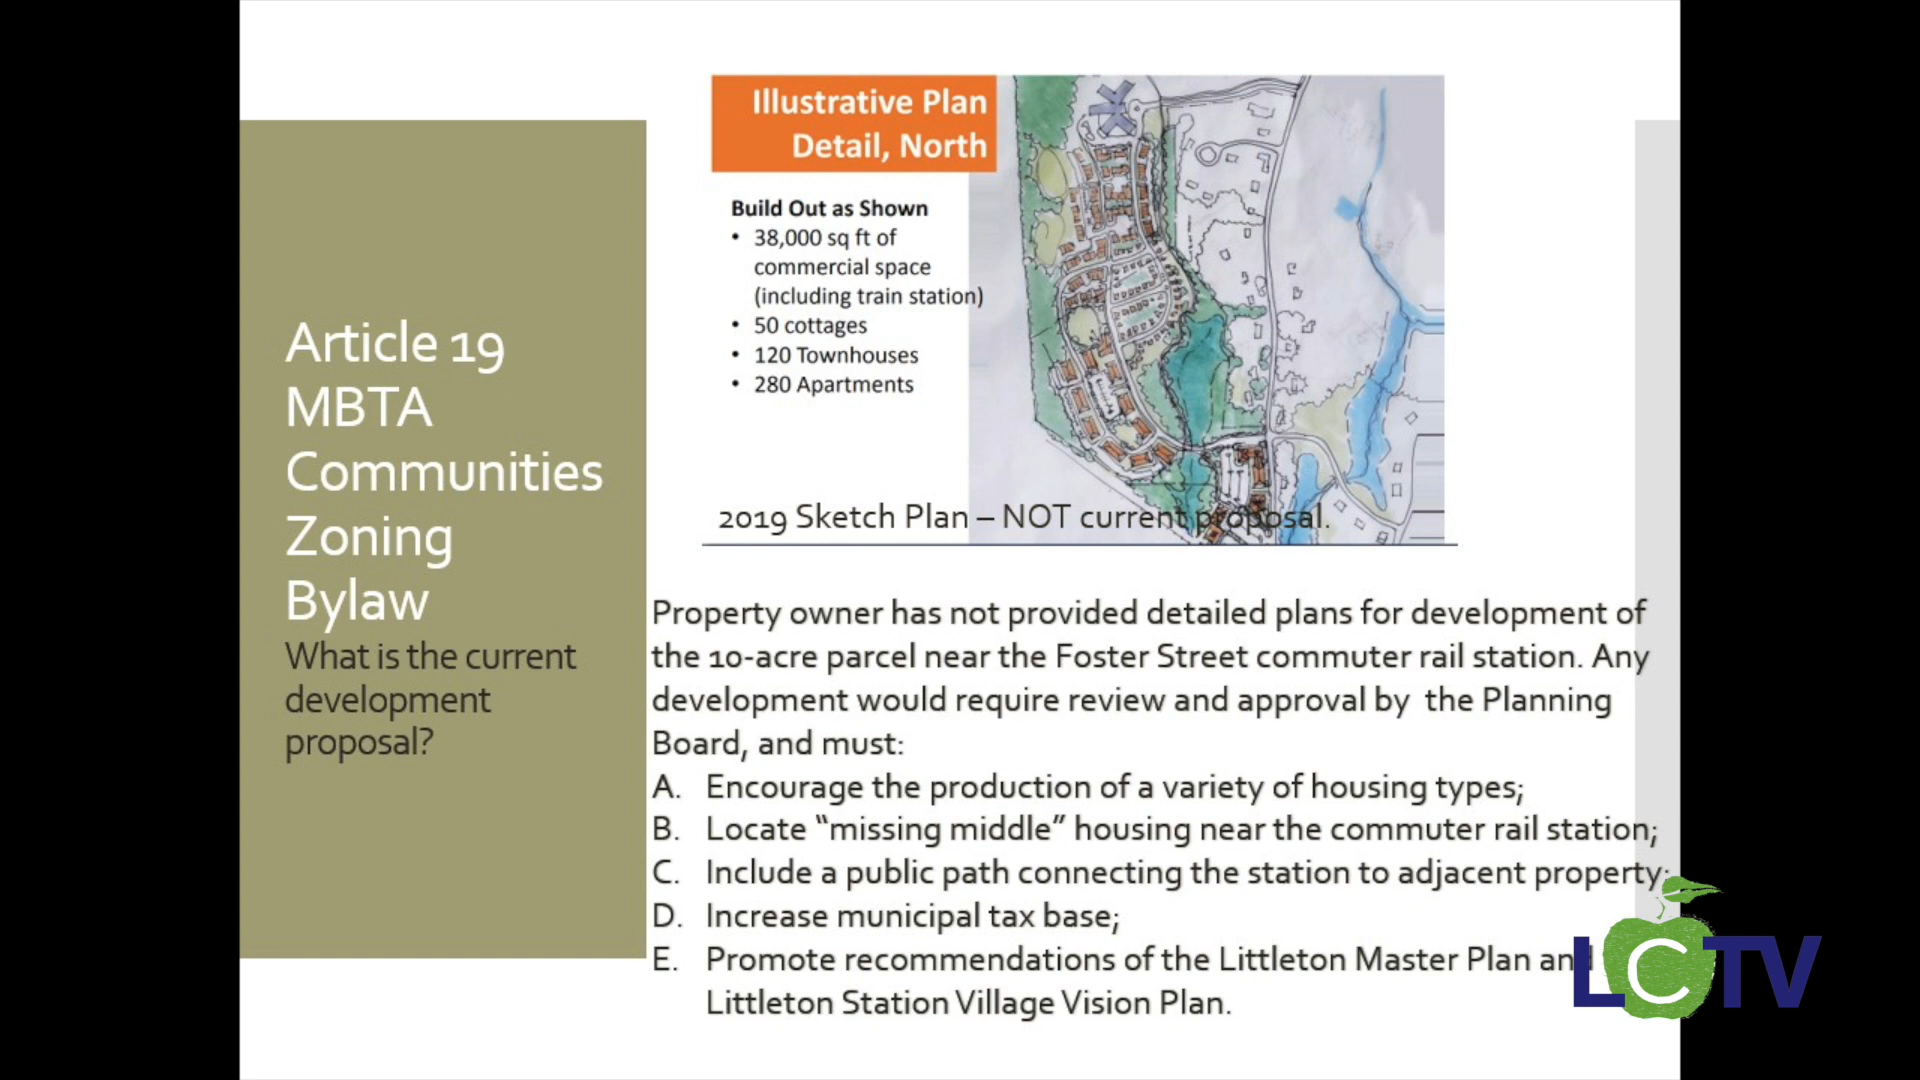 Illustrative Plan
Detail, North
Build Out as Shown
• 38,000 sq ft of
commercial space
(including train station)
• 50 cottages
• 120 Townhouses
• 280 Apartments
2019 Sketch Plan – NOT current proposal.
Article 19
MBTA
Communities
Zoning
Bylaw
What is the current
development
proposal?
Property owner has not provided detailed plans for development of
the 10-acre parcel near the Foster Street commuter rail station. Any
development would require review and approval by the Planning
Board, and must:
A. Encourage the production of a variety of housing types;
B. Locate “missing middle” housing near the commuter rail station;
C. Include a public path connecting the station to adjacent property;
D. Increase municipal tax base;
E. Promote recommendations of the Littleton Master Plan and
Littleton Station Village Vision Plan.
LCTV